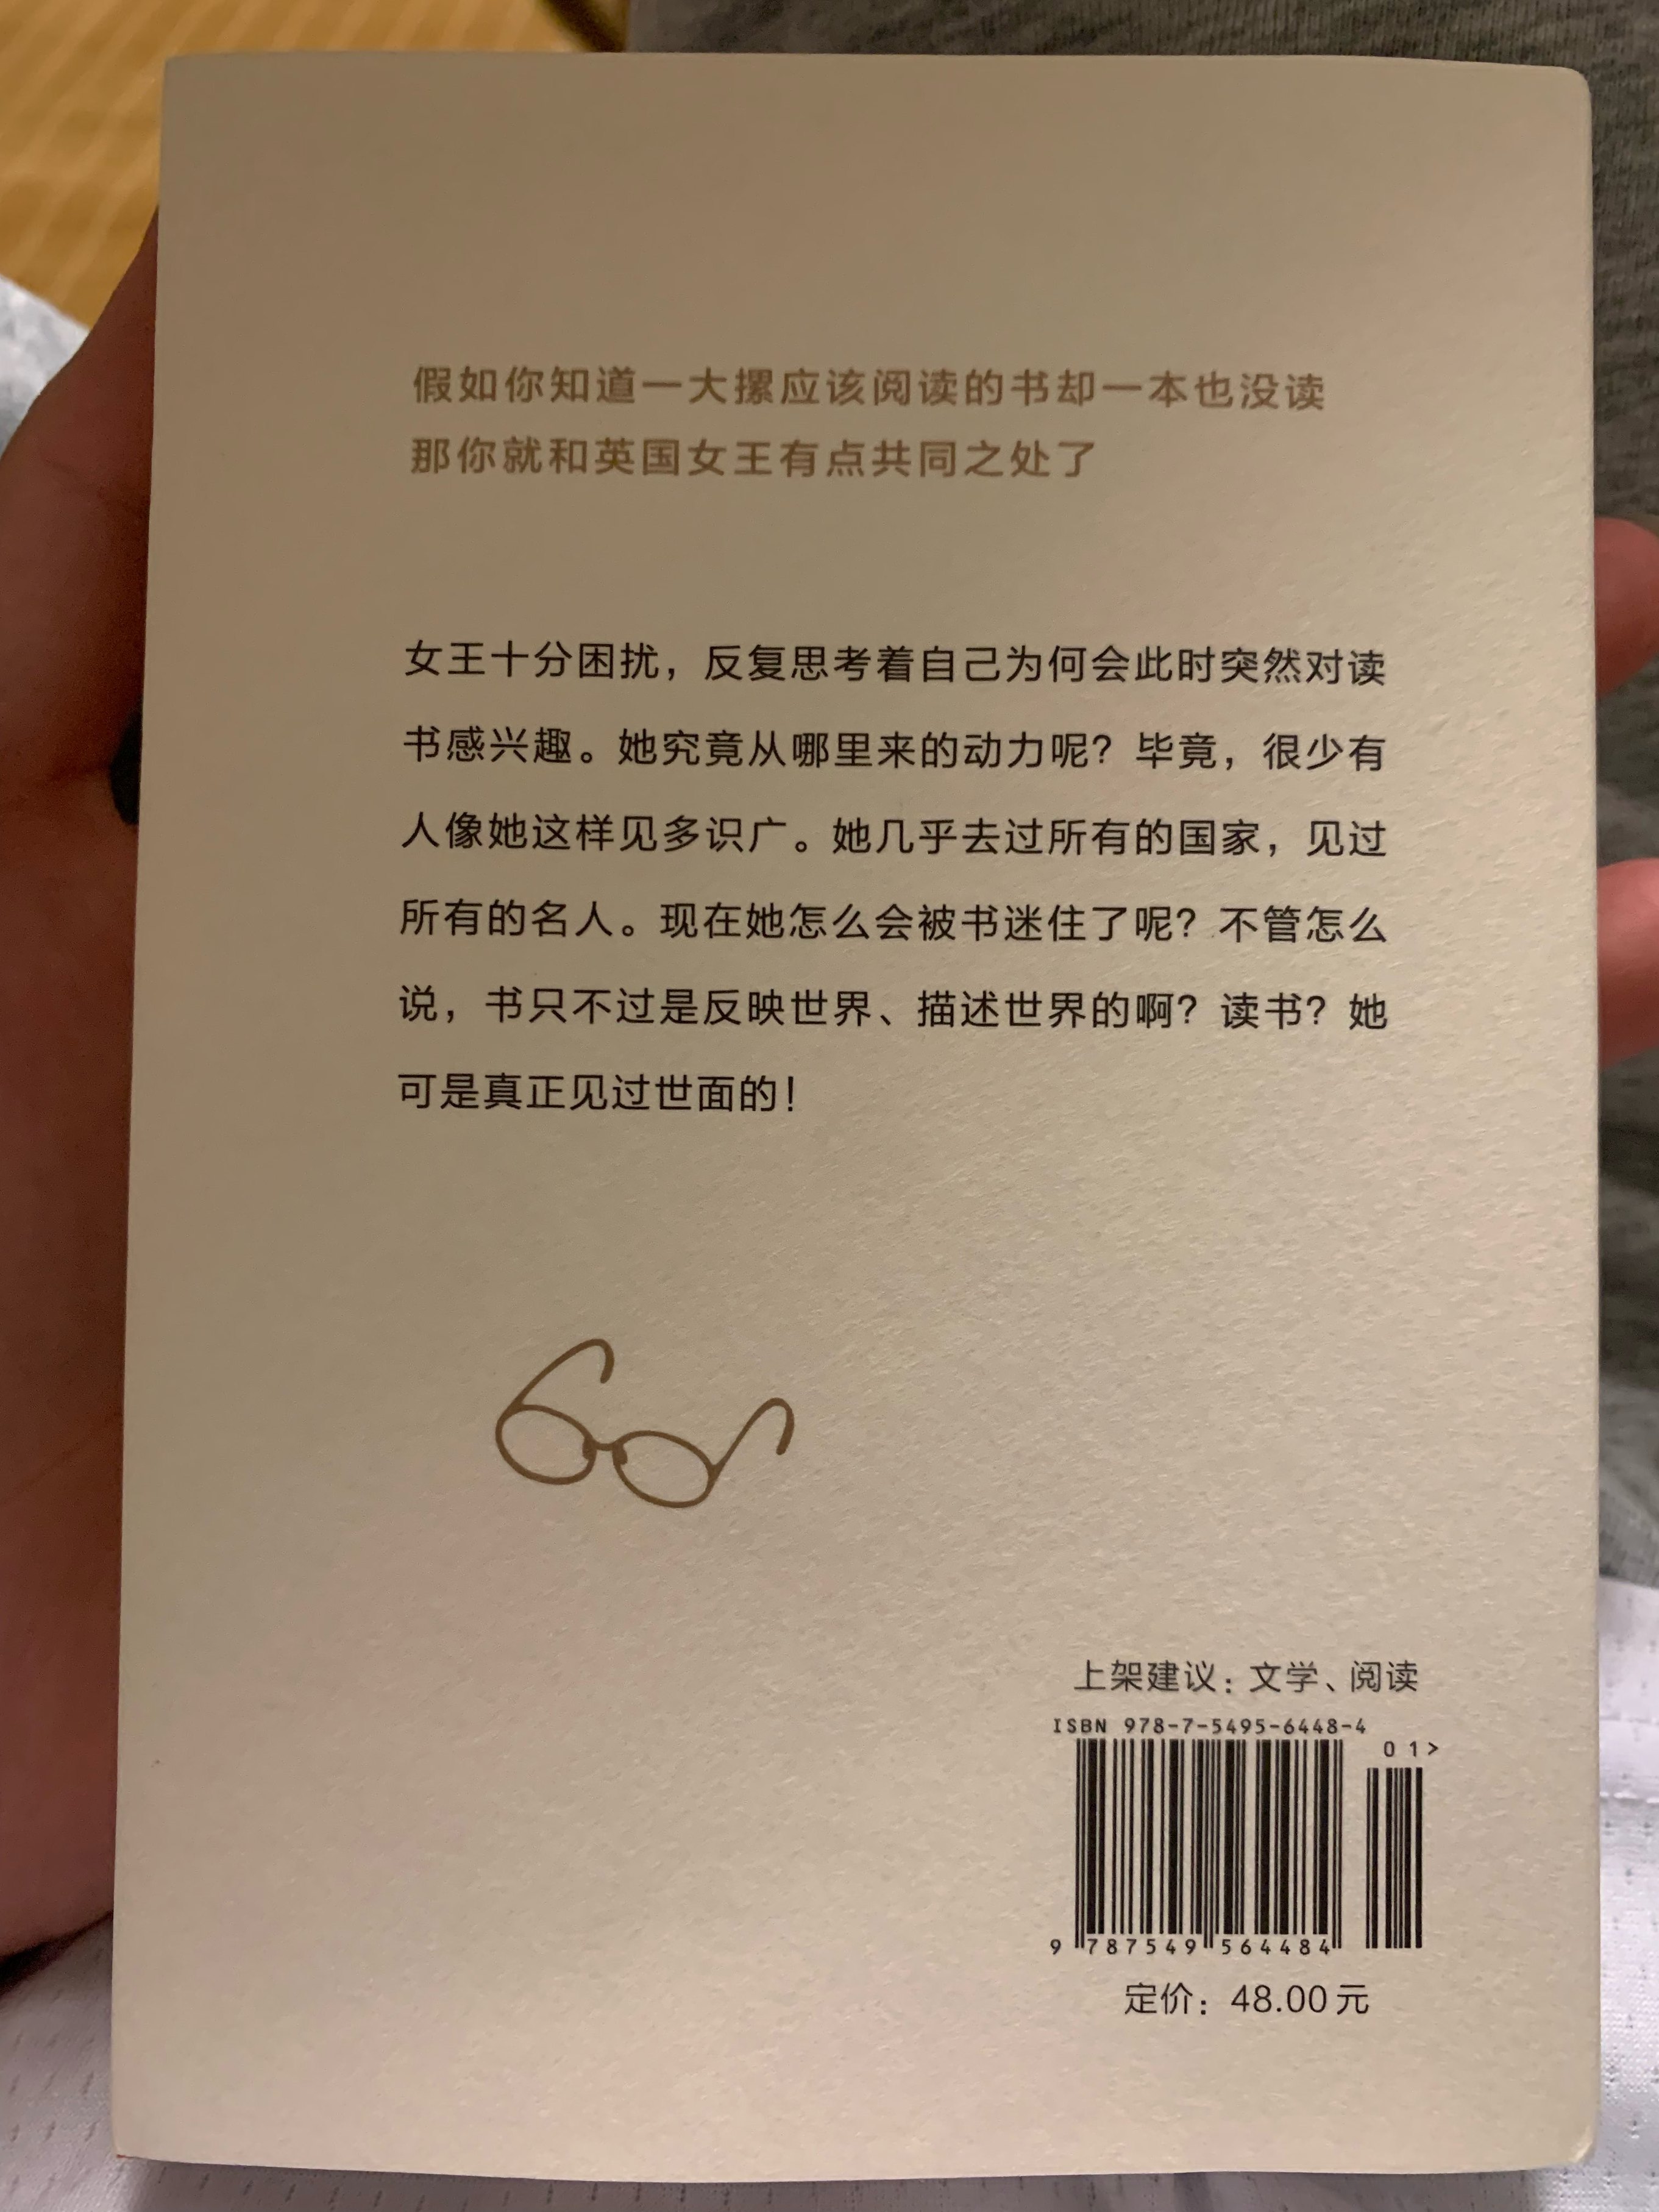 假如你知道一大摞应该阅读的书却一本也没读
那你就和英国女王有点共同之处了
女王十分困扰，反复思考着自己为何会此时突然对读
书感兴趣。她究竟从哪里来的动力呢？毕竟，很少有
人像她这样见多识广。她几乎去过所有的国家，见过
所有的名人。现在她怎么会被书迷住了呢？不管怎么
说，书只不过是反映世界、描述世界的啊？读书？她
可是真正见过世面的！
上架建议：文学、阅读
ISBN 978-7-5495-6448-4
01>
9 787549 564484
定价：48.00元